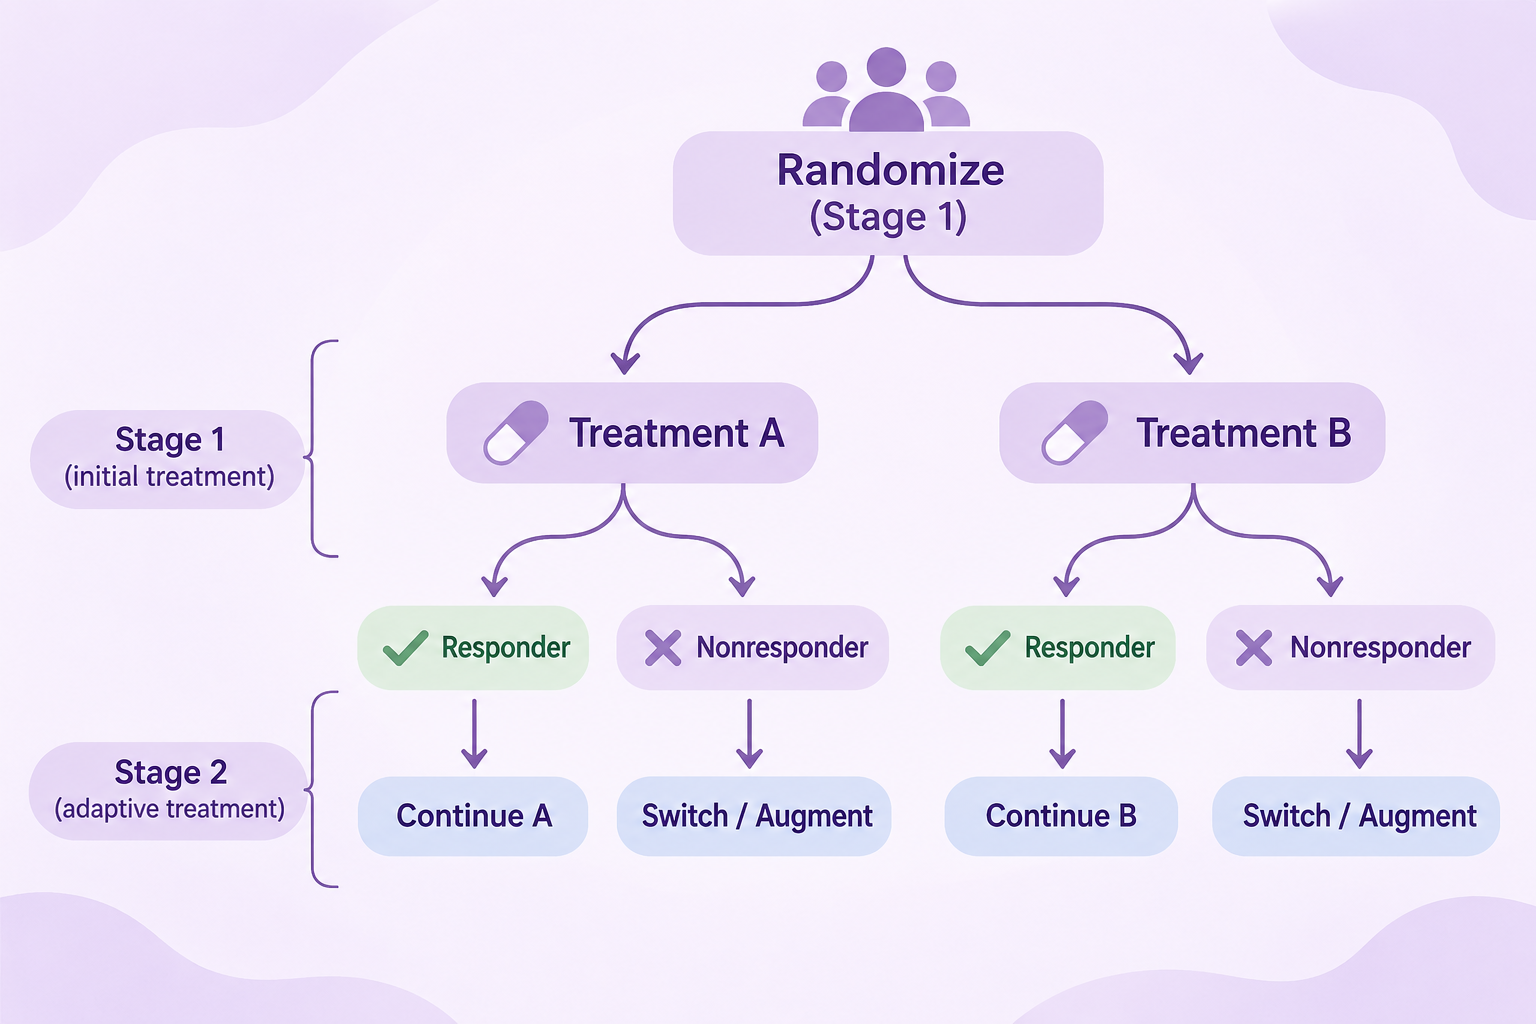 Randomize
(Stage 1)
Stage 1
(initial treatment)
Treatment A
Treatment B
Responder
Nonresponder
Responder
Nonresponder
Stage 2
(adaptive treatment)
Continue A
Switch / Augment
Continue B
Switch / Augment